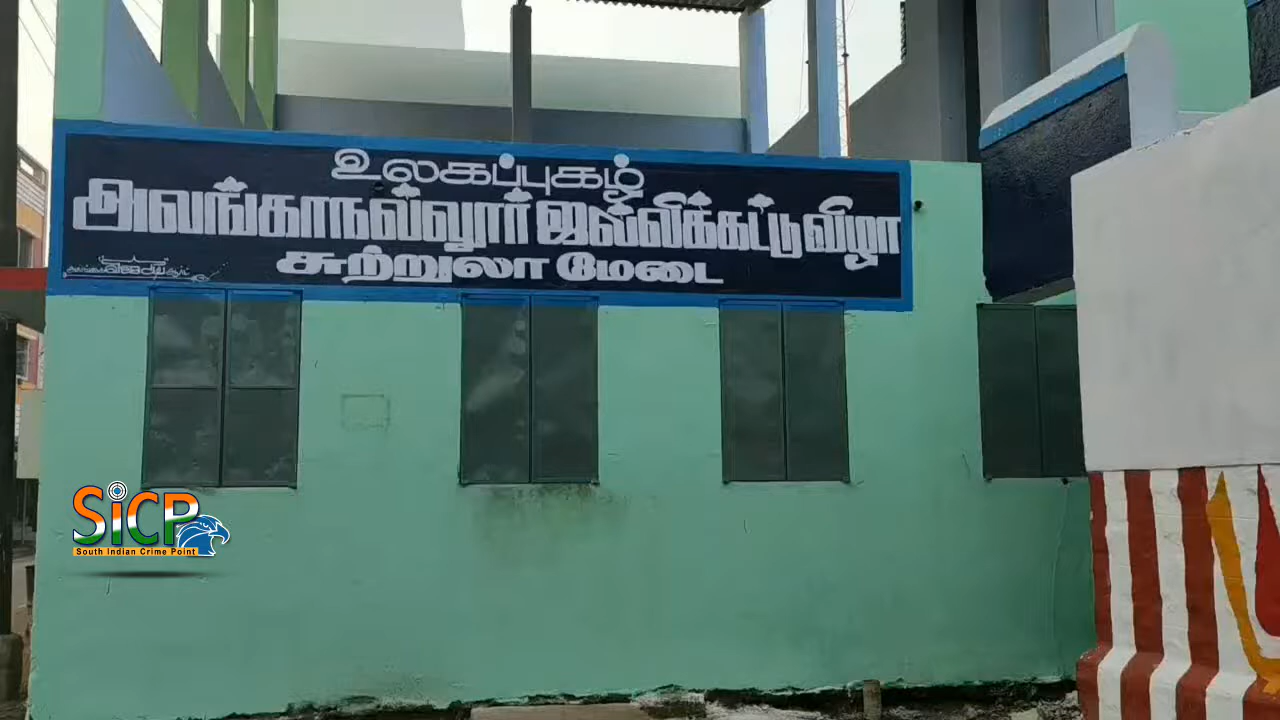 உலகப்புகழ்
அலங்காநல்லூர் ஜல்லிக்கட்டு விழா
சுற்றுலா மேடை
SiCP
South Indian Crime Point